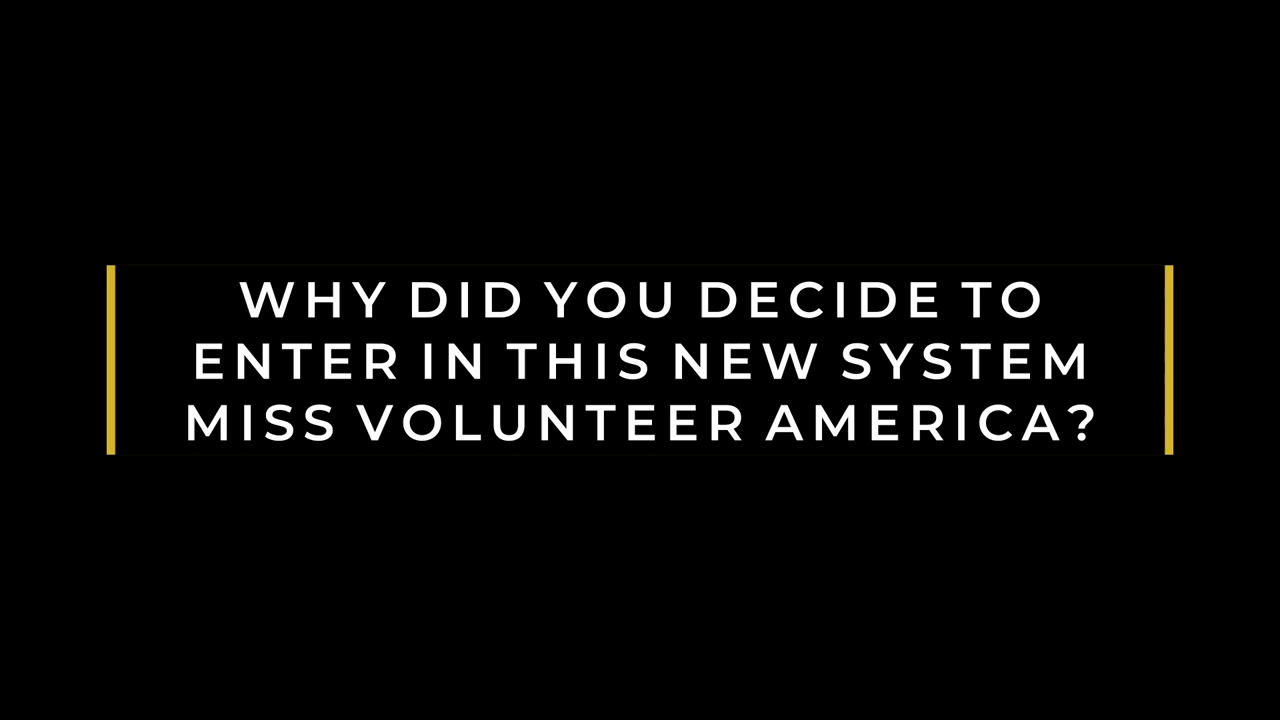 WHY DID YOU DECIDE TO
ENTER IN THIS NEW SYSTEM
MISS VOLUNTEER AMERICA?